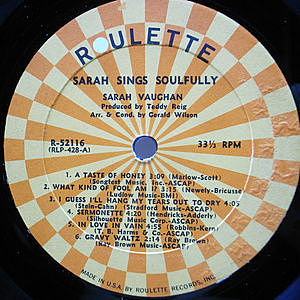 ROULETTE
SARAH SINGS SOULFULLY
SARAH VAUGHAN
Produced by Teddy Reig
Arr. & Cond. by Gerald Wilson
R-52116
(RLP-428-A)
33⅓ RPM
1. A TASTE OF HONEY 3:09 (Marlow-Scott)
(Songfest Music, Inc.-ASCAP)
2. WHAT KIND OF FOOL AM I? 3:15 (Newely-Bricusse)
(Ludlow Music-BMI)
3. I GUESS I'LL HANG MY TEARS OUT TO DRY 4:05
(Stein-Cahn) (Stratford Music-ASCAP)
4. SERMONETTE 4:20 (Hendricks-Adderly)
(Silhouette Music Corp.-ASCAP)
5. IN LOVE IN VAIN 4:55 (Robbins-Kern)
(T. B. Harms & Co.-ASCAP)
6. GRAVY WALTZ 2:14 (Ray Brown)
(Ray Brown Music-ASCAP)
MADE IN U.S.A. BY ROULETTE RECORDS, INC.